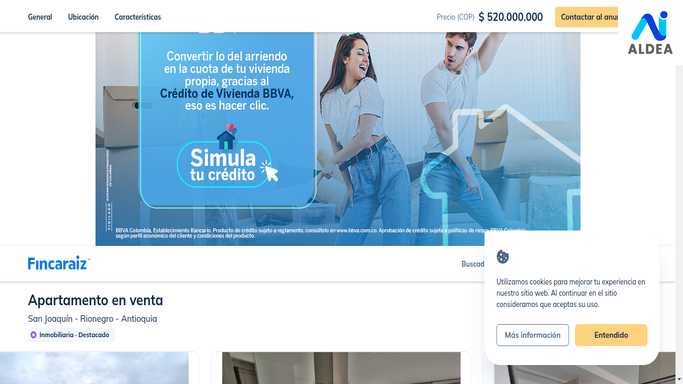 General Ubicación Características Precio (COP) $ 520.000.000 Contactar al anun
ALDEA
Convertir lo del arriendo
en la cuota de tu vivienda
propia, gracias al
Crédito de Vivienda BBVA,
eso es hacer clic.
Simula
tu crédito
BBVA Colombia. Establecimiento Bancario. Producto de crédito sujeto a reglamento, consúltelo en www.bbva.com.co. Aprobación de crédito sujeta a políticas de riesgo BBVA Colombia
según perfil económico del cliente y condiciones del producto.
Fincaraiz
Buscad
Apartamento en venta
San Joaquín - Rionegro - Antioquia
Inmobiliaria - Destacado
Utilizamos cookies para mejorar tu experiencia en
nuestro sitio web. Al continuar en el sitio
consideramos que aceptas su uso.
Más información Entendido